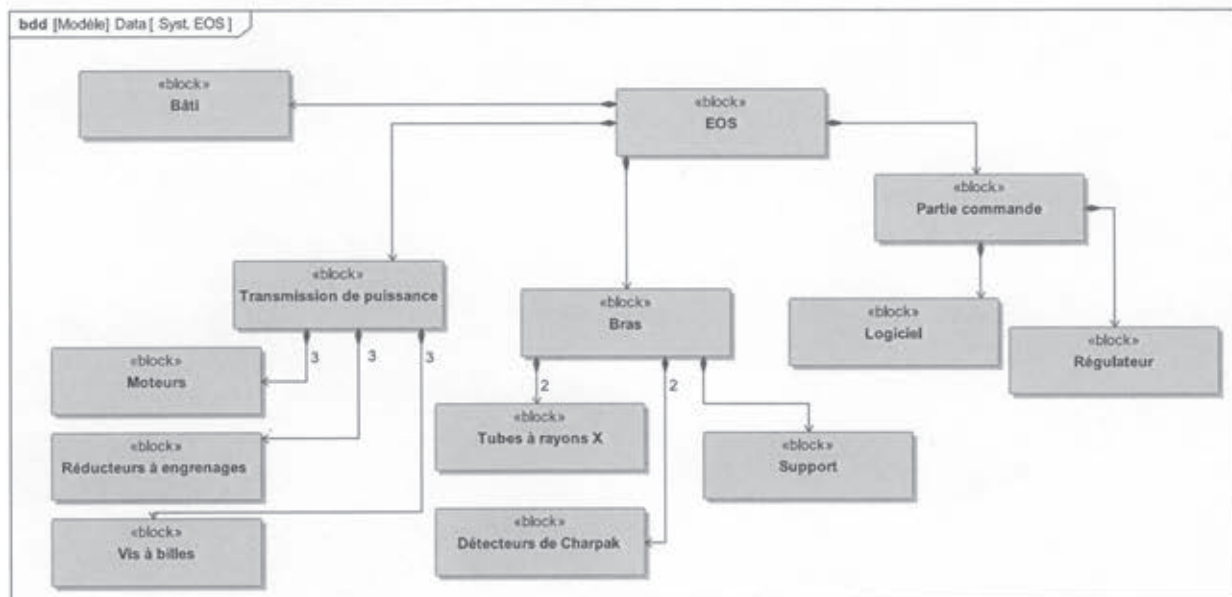 bdd [Modèle] Data [ Syst. EOS ]
«block»
Bâti
«block»
EOS
«block»
Partie commande
«block»
Transmission de puissance
«block»
Bras
«block»
Logiciel
«block»
Régulateur
3
3
3
«block»
Moteurs
2
2
«block»
Tubes à rayons X
«block»
Réducteurs à engrenages
«block»
Support
«block»
Vis à billes
«block»
Détecteurs de Charpak